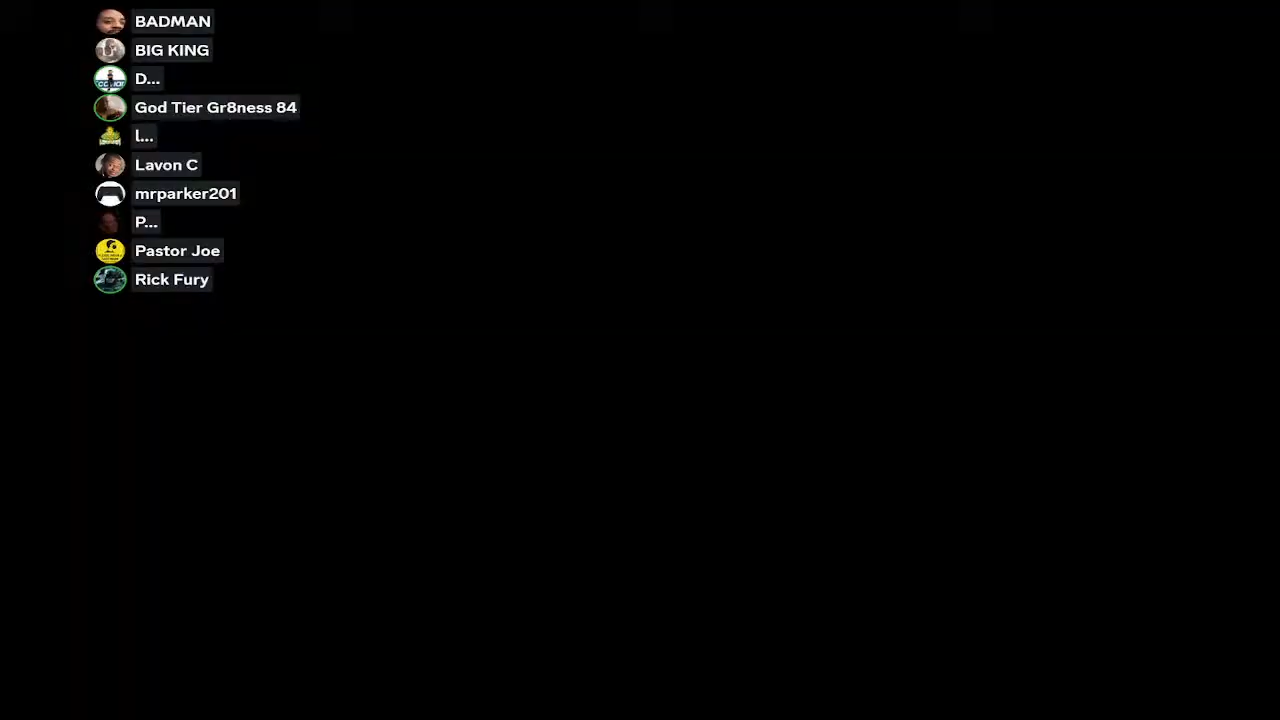 BADMAN
BIG KING
D...
God Tier Gr8ness 84
l...
Lavon C
mrparker201
P...
Pastor Joe
Rick Fury